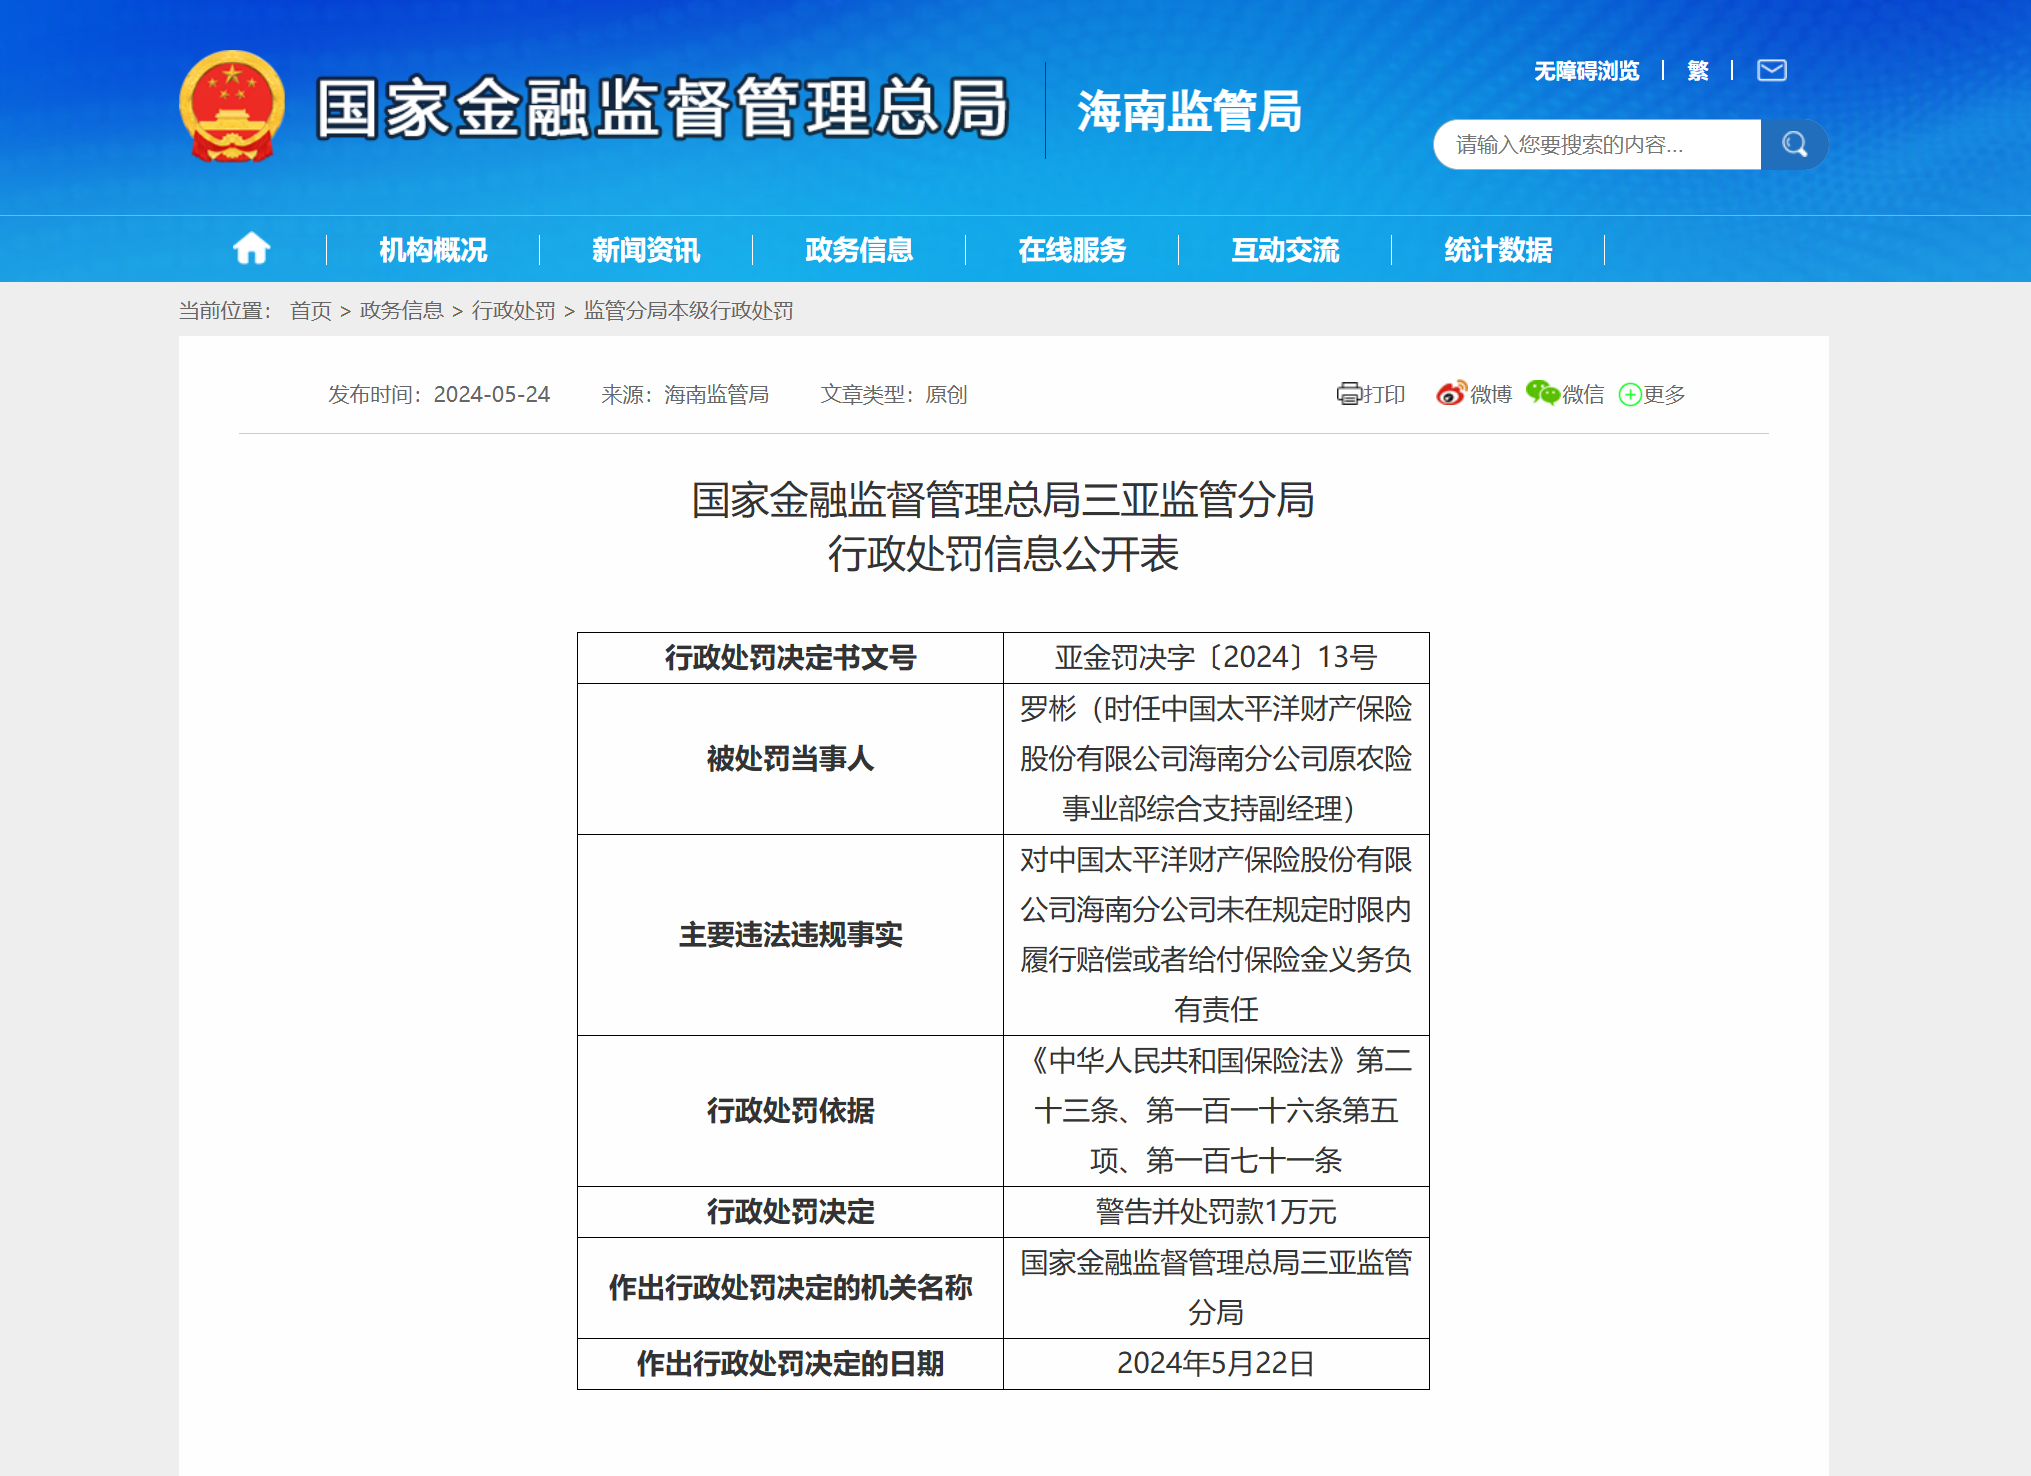 国家金融监督管理总局
海南监管局
无障碍浏览
繁
请输入您要搜索的内容...
机构概况
新闻资讯
政务信息
在线服务
互动交流
统计数据
当前位置： 首页 > 政务信息 > 行政处罚 > 监管分局本级行政处罚
发布时间：2024-05-24 来源：海南监管局 文章类型：原创
打印 微博 微信 更多
国家金融监督管理总局三亚监管分局
行政处罚信息公开表
行政处罚决定书文号
亚金罚决字〔2024〕13号
被处罚当事人
罗彬（时任中国太平洋财产保险
股份有限公司海南分公司原农险
事业部综合支持副经理）
主要违法违规事实
对中国太平洋财产保险股份有限
公司海南分公司未在规定时限内
履行赔偿或者给付保险金义务负
有责任
行政处罚依据
《中华人民共和国保险法》第二
十三条、第一百一十六条第五
项、第一百七十一条
行政处罚决定
警告并处罚款1万元
作出行政处罚决定的机关名称
国家金融监督管理总局三亚监管
分局
作出行政处罚决定的日期
2024年5月22日